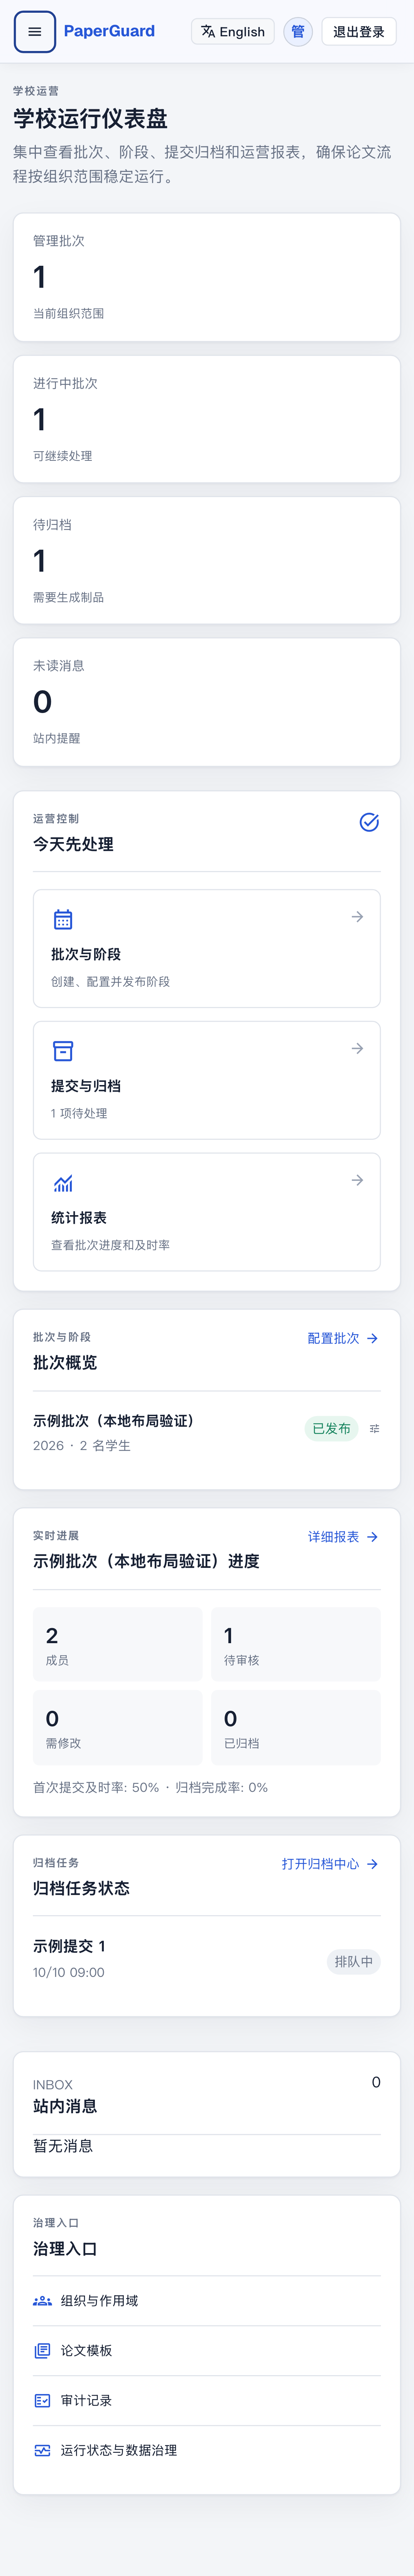 PaperGuard
English
管
退出登录
学校运营
学校运行仪表盘
集中查看批次、阶段、提交归档和运营报表，确保论文流
程按组织范围稳定运行。
管理批次
1
当前组织范围
进行中批次
1
可继续处理
待归档
1
需要生成制品
未读消息
0
站内提醒
运营控制
今天先处理
批次与阶段
创建、配置并发布阶段
提交与归档
1 项待处理
统计报表
查看批次进度和及时率
批次与阶段
配置批次
批次概览
示例批次（本地布局验证）
已发布
2026 · 2 名学生
实时进展
详细报表
示例批次（本地布局验证）进度
2
成员
1
待审核
0
需修改
0
已归档
首次提交及时率: 50% · 归档完成率: 0%
归档任务
打开归档中心
归档任务状态
示例提交 1
10/10 09:00
排队中
INBOX
0
站内消息
暂无消息
治理入口
治理入口
组织与作用域
论文模板
审计记录
运行状态与数据治理